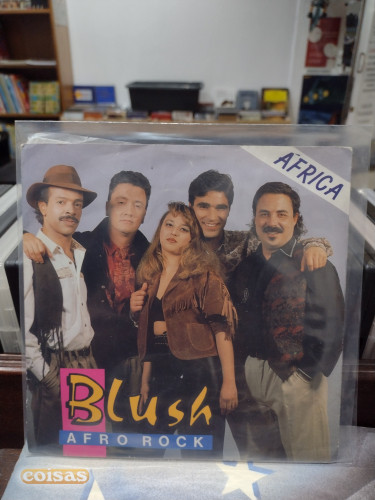 AFRICA
Blush
AFRO ROCK
coisas